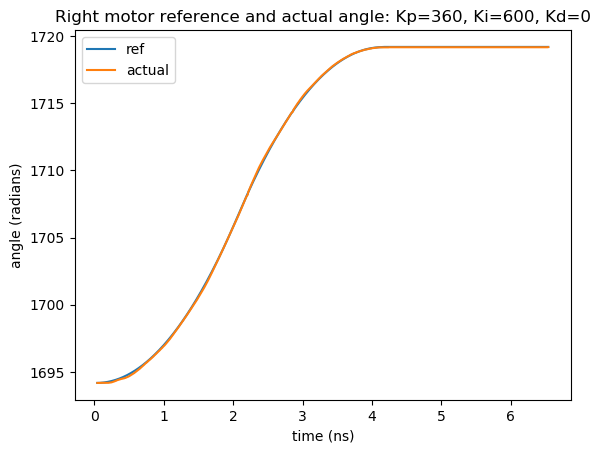 Right motor reference and actual angle: Kp=360, Ki=600, Kd=0
ref
actual
1720
1715
1710
1705
1700
1695
angle (radians)
0 1 2 3 4 5 6
time (ns)